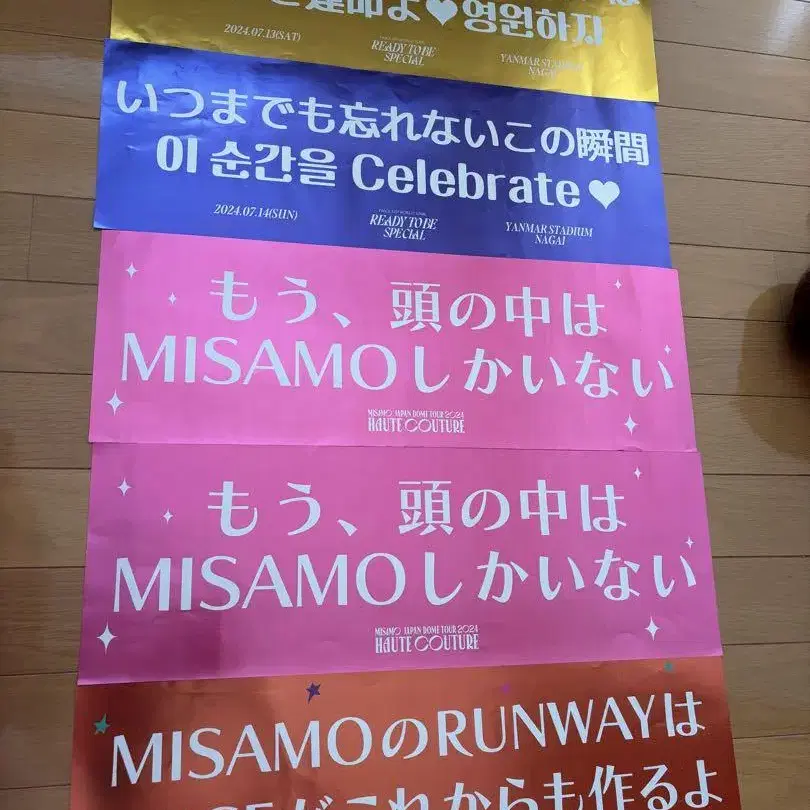 運命よ♥영원하자
2024.07.13(SAT)
READY TO BE
SPECIAL
YANMAR STADIUM
NAGAI
いつまでも忘れないこの瞬間
이 순간을 Celebrate♥
2024.07.14(SUN)
READY TO BE
SPECIAL
YANMAR STADIUM
NAGAI
もう、頭の中は
MISAMOしかいない
MISAMO JAPAN DOME TOUR 2024
HAUTE COUTURE
もう、頭の中は
MISAMOしかいない
MISAMO JAPAN DOME TOUR 2024
HAUTE COUTURE
MISAMOのRUNWAYは
がこれからも作るよ